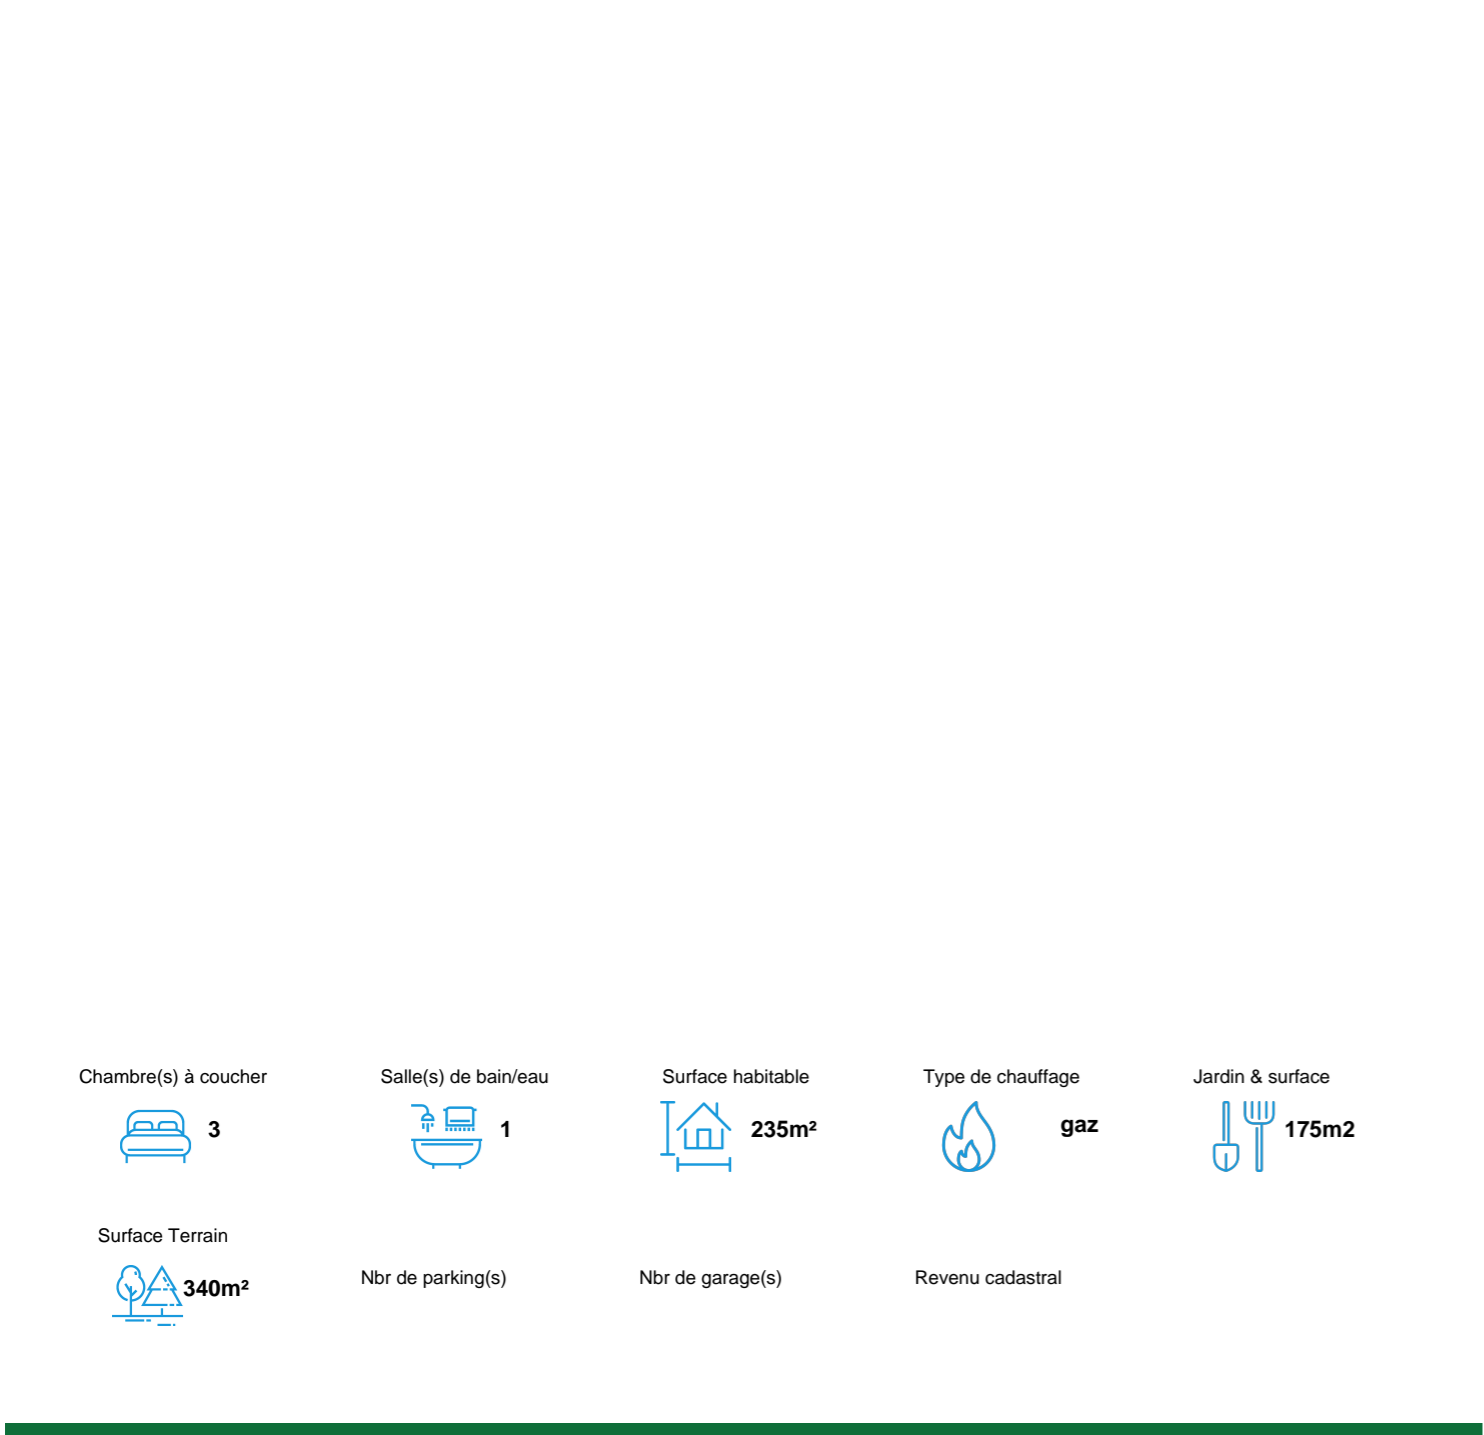 Chambre(s) à coucher
Salle(s) de bain/eau
Surface habitable
Type de chauffage
Jardin & surface
3
1
235m²
gaz
175m2
Surface Terrain
340m²
Nbr de parking(s)
Nbr de garage(s)
Revenu cadastral